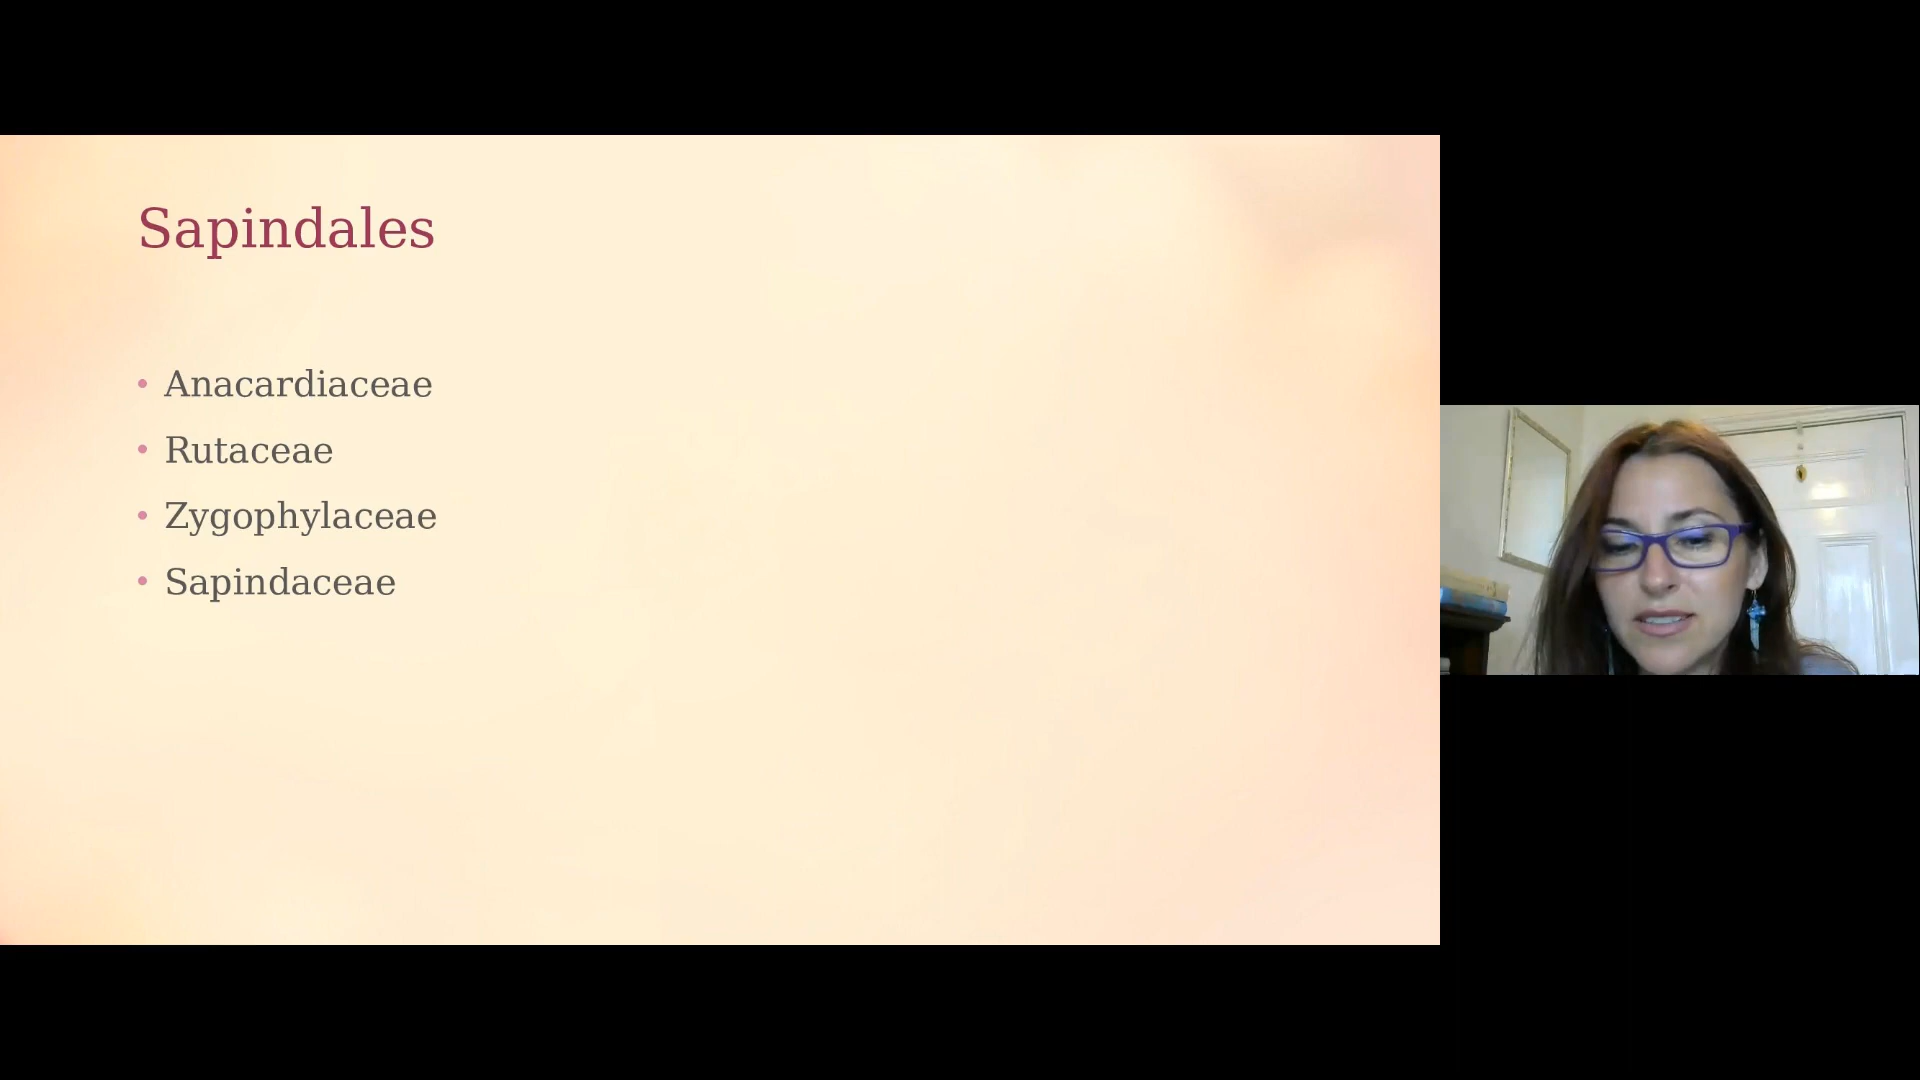 Sapindales
• Anacardiaceae
• Rutaceae
• Zygophylaceae
• Sapindaceae